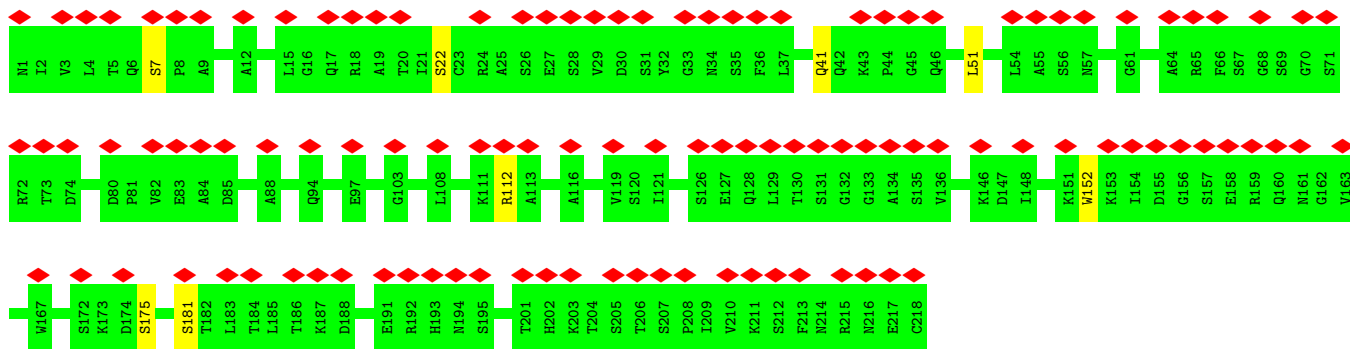 N1 I2 V3 L4 T5 Q6 S7 P8 A9 A12 L15 G16 Q17 R18 A19 T20 I21 S22 C23 R24 A25 S26 E27 S28 V29 D30 S31 Y32 G33 N34 S35 F36 L37 Q41 Q42 K43 P44 G45 Q46 L51 L54 A55 S56 N57 G61 A64 R65 F66 S67 G68 S69 G70 S71
R72 T73 D74 D80 P81 V82 E83 A84 D85 A88 Q94 E97 G103 L108 K111 R112 A113 A116 V119 S120 I121 S126 E127 Q128 L129 T130 S131 G132 G133 A134 S135 V136 K146 D147 I148 K151 W152 K153 I154 D155 G156 S157 E158 R159 Q160 N161 G162 V163
W167 S172 K173 D174 S175 S181 T182 L183 T184 L185 T186 K187 D188 E191 R192 H193 N194 S195 T201 H202 K203 T204 S205 T206 S207 P208 I209 V210 K211 S212 F213 N214 R215 N216 E217 C218